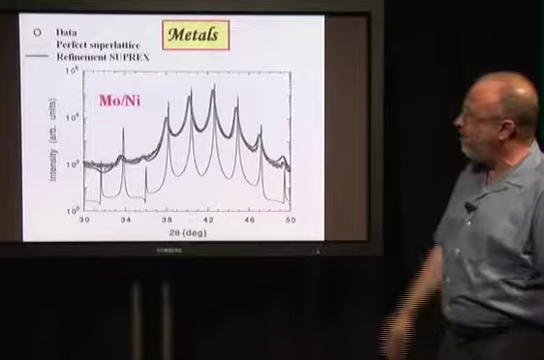 Metals
Data
Perfect superlattice
Refinement SUPREX
Mo/Ni
Intensity (arb. units)
30 34 38 42 46 50
2θ (deg)
SAMSUNG